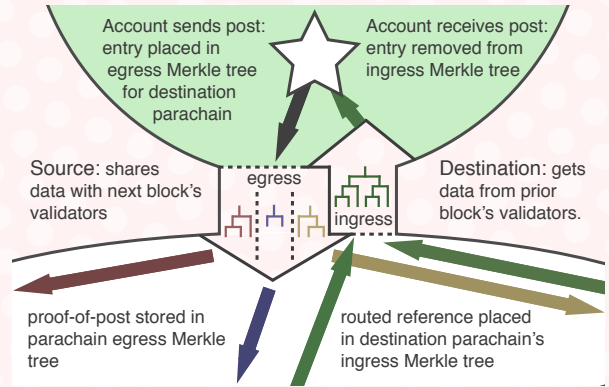 Account sends post:
entry placed in
egress Merkle tree
for destination
parachain
Account receives post:
entry removed from
ingress Merkle tree
Source: shares
data with next block's
validators
egress
ingress
Destination: gets
data from prior
block's validators.
proof-of-post stored in
parachain egress Merkle
tree
routed reference placed
in destination parachain's
ingress Merkle tree